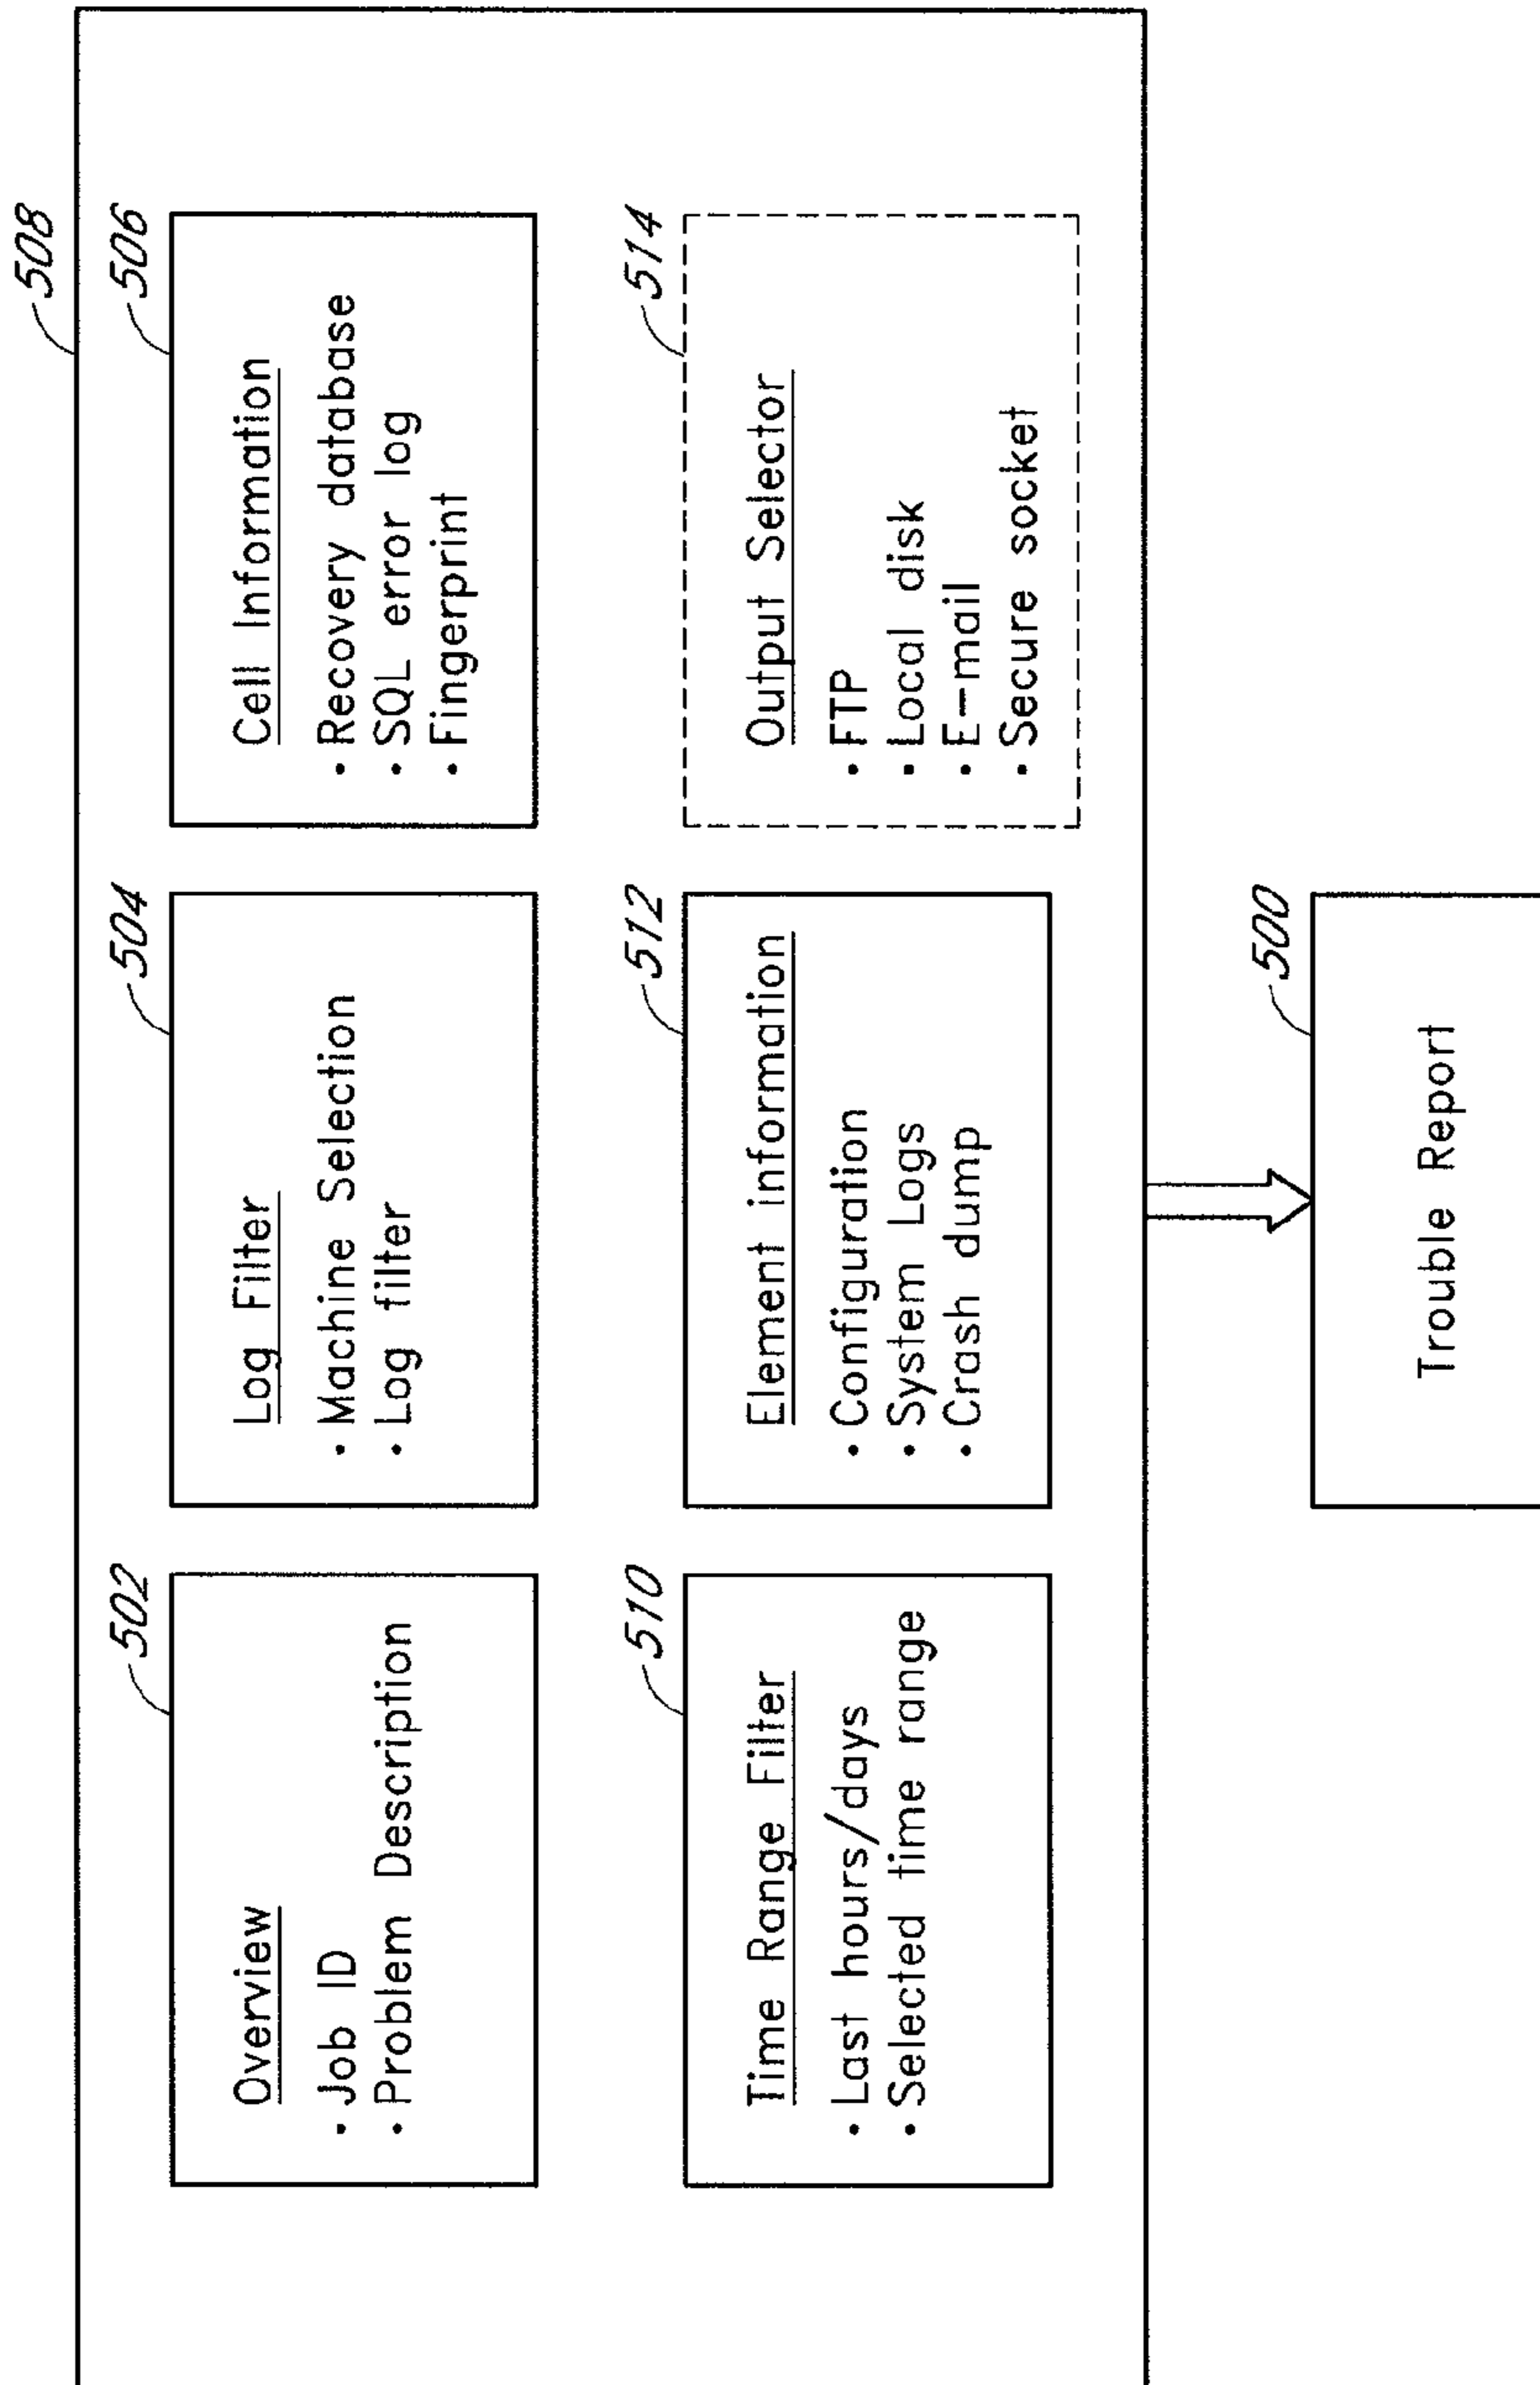 508
502
Overview
• Job ID
• Problem Description
504
Log Filter
• Machine Selection
• Log filter
506
Cell Information
• Recovery database
• SQL error log
• Fingerprint
510
Time Range Filter
• Last hours/days
• Selected time range
512
Element information
• Configuration
• System Logs
• Crash dump
514
Output Selector
• FTP
• Local disk
• E-mail
• Secure socket
500
Trouble Report